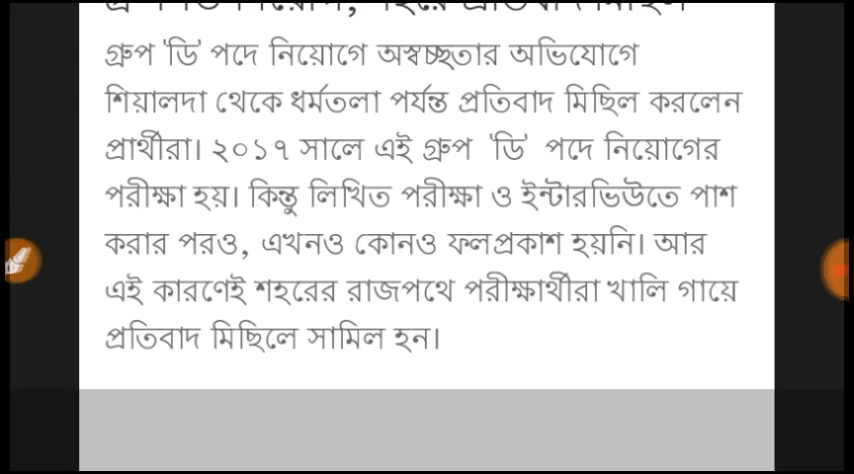 গ্রুপ 'ডি' পদে নিয়োগে অস্বচ্ছতার অভিযোগে
শিয়ালদা থেকে ধর্মতলা পর্যন্ত প্রতিবাদ মিছিল করলেন
প্রার্থীরা। ২০১৭ সালে এই গ্রুপ 'ডি' পদে নিয়োগের
পরীক্ষা হয়। কিন্তু লিখিত পরীক্ষা ও ইন্টারভিউতে পাশ
করার পরও, এখনও কোনও ফলপ্রকাশ হয়নি। আর
এই কারণেই শহরের রাজপথে পরীক্ষার্থীরা খালি গায়ে
প্রতিবাদ মিছিলে সামিল হন।